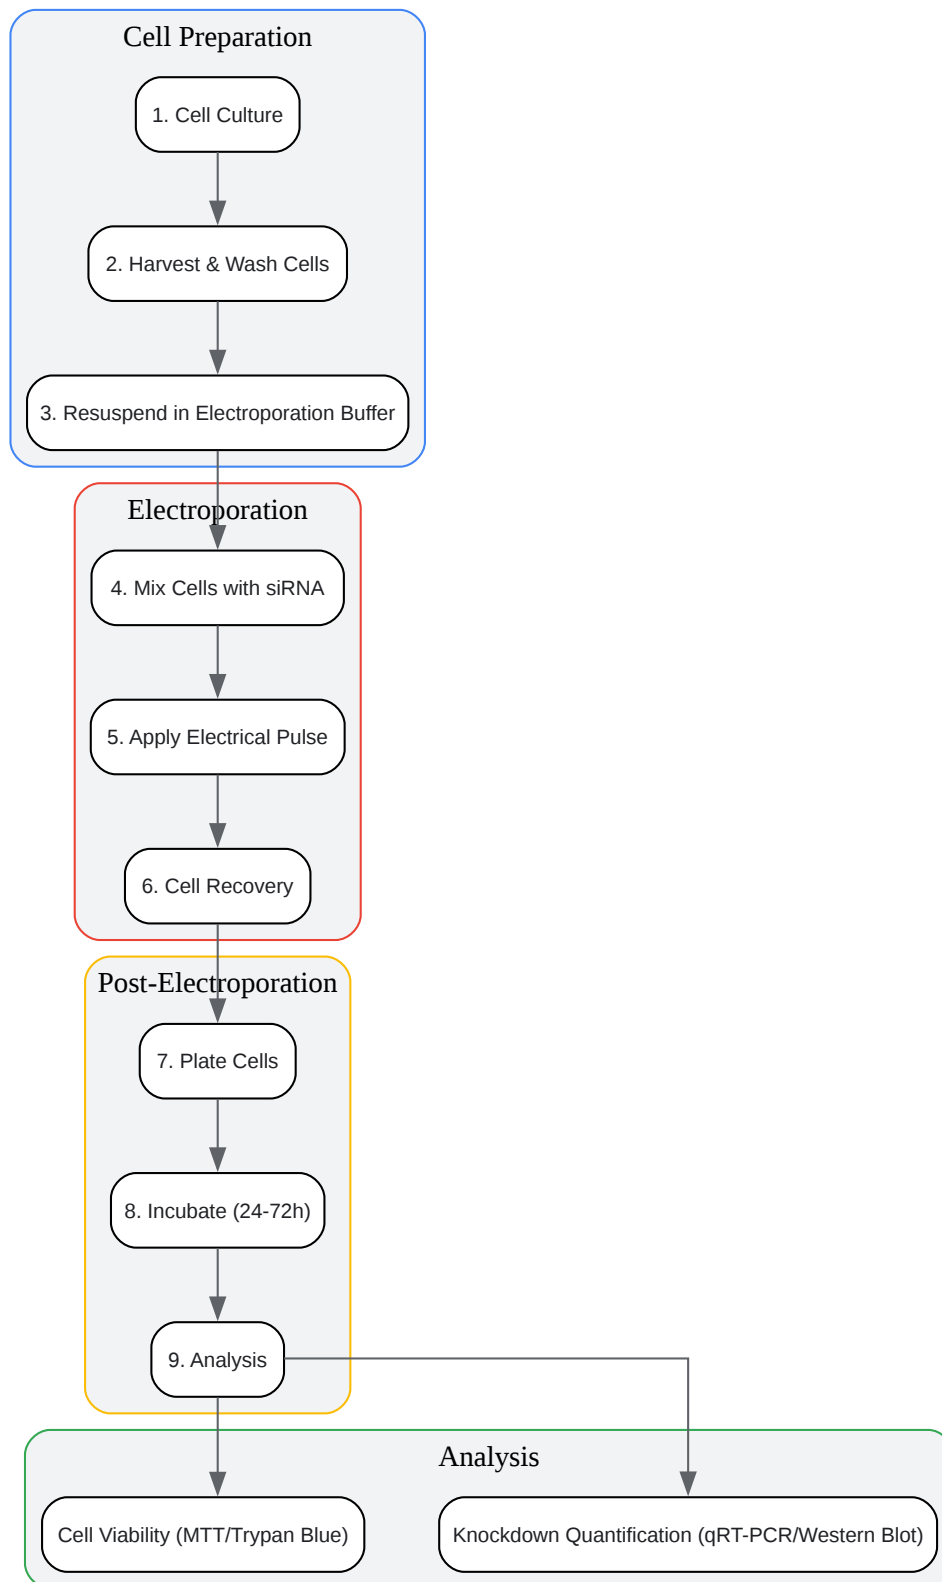 Cell Preparation
1. Cell Culture
2. Harvest & Wash Cells
3. Resuspend in Electroporation Buffer
Electroporation
4. Mix Cells with siRNA
5. Apply Electrical Pulse
6. Cell Recovery
Post-Electroporation
7. Plate Cells
8. Incubate (24-72h)
9. Analysis
Analysis
Cell Viability (MTT/Trypan Blue)
Knockdown Quantification (qRT-PCR/Western Blot)